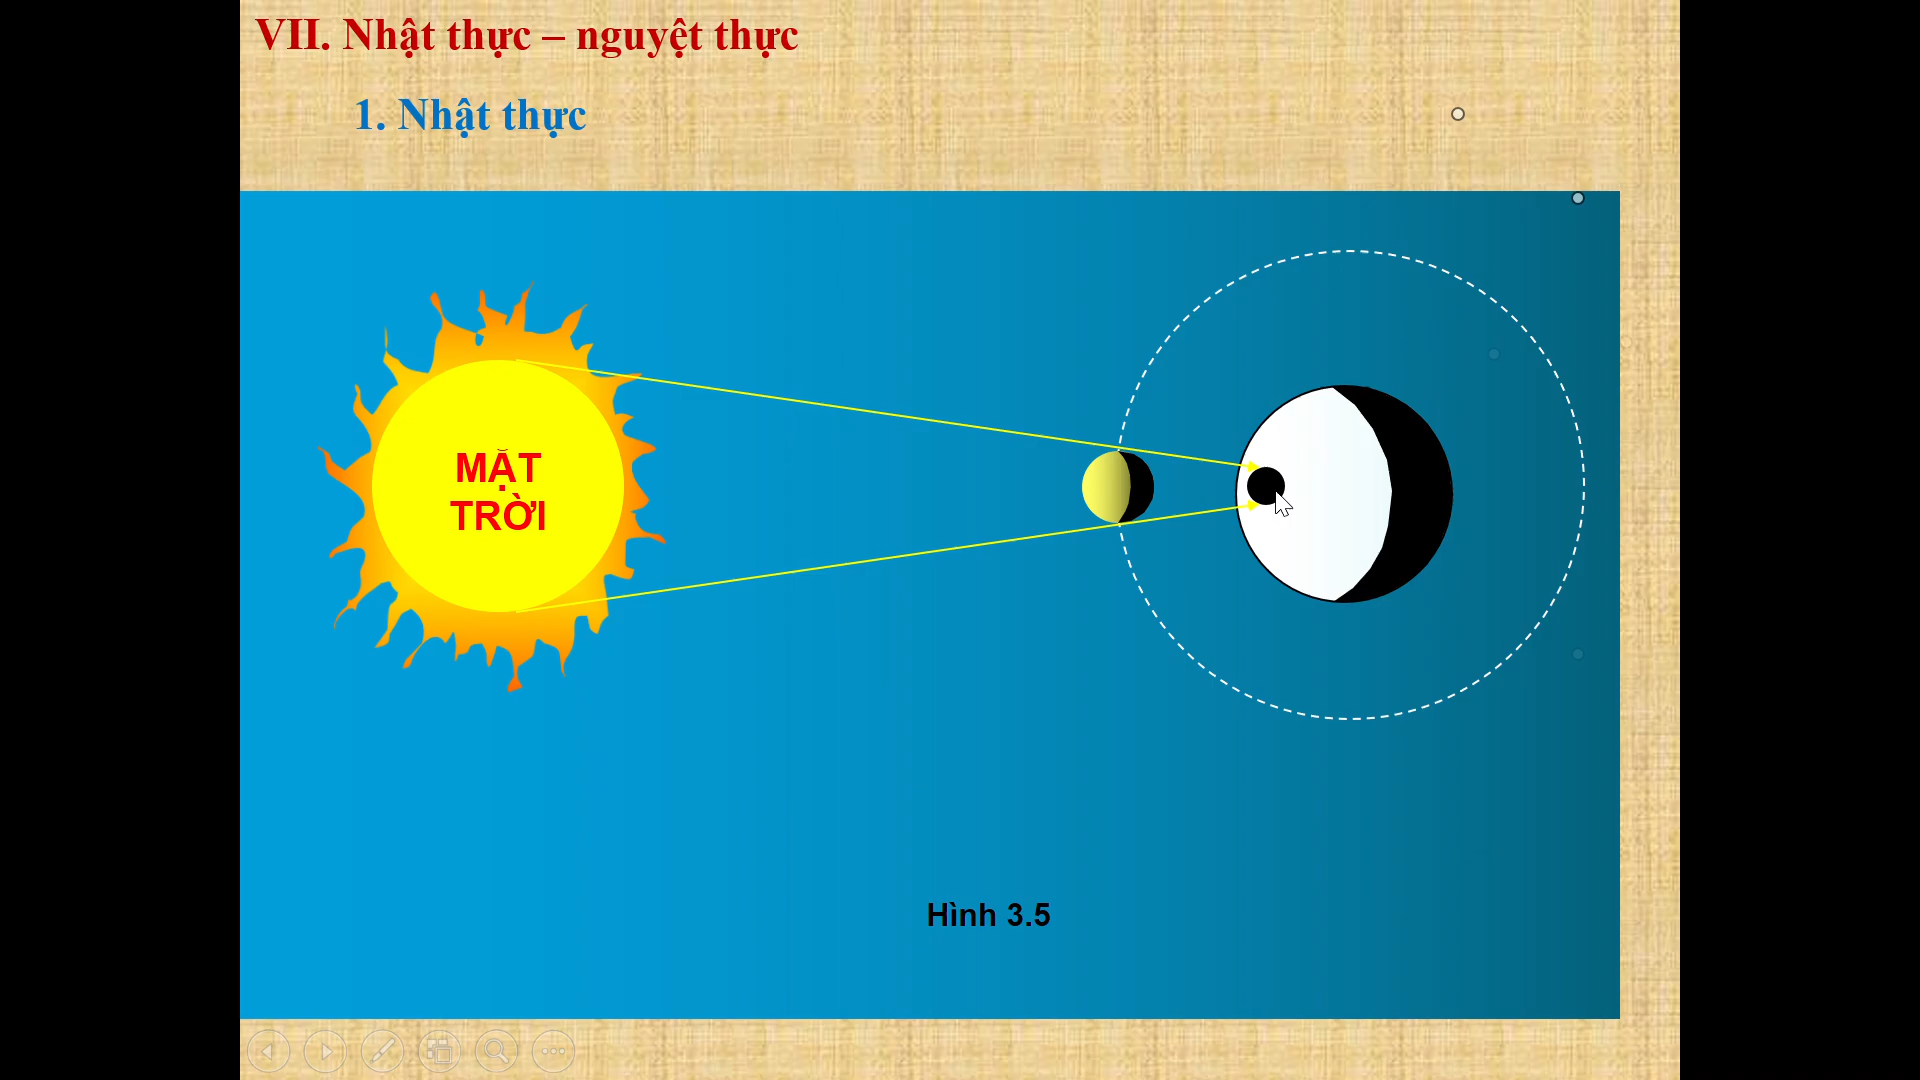 VII. Nhật thực – nguyệt thực
1. Nhật thực
MẶT
TRỜI
Hình 3.5